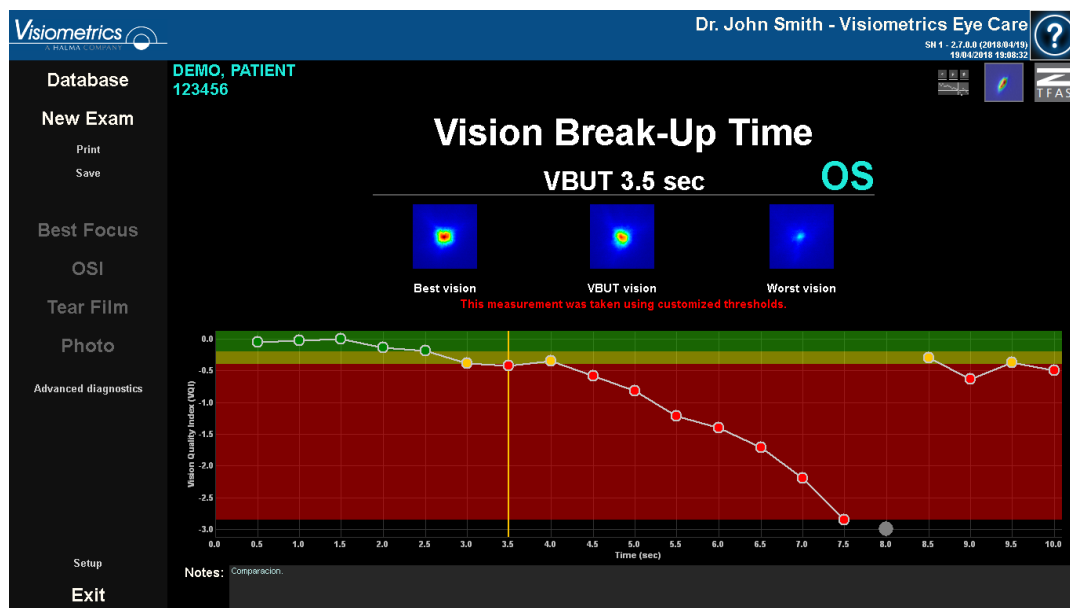 Visiometrics
A HALMA COMPANY
Dr. John Smith - Visiometrics Eye Care
SN 1 - 2.7.0.0 (2018/04/19)
19/04/2018 19:08:32
?
Database
New Exam
Print
Save
Best Focus
OSI
Tear Film
Photo
Advanced diagnostics
Setup
Exit
DEMO, PATIENT
123456
TFAS
Vision Break-Up Time
VBUT 3.5 sec OS
Best vision VBUT vision Worst vision
This measurement was taken using customized thresholds.
Vision Quality Index (VQI)
0.0
-0.5
-1.0
-1.5
-2.0
-2.5
-3.0
0.0 0.5 1.0 1.5 2.0 2.5 3.0 3.5 4.0 4.5 5.0 5.5 6.0 6.5 7.0 7.5 8.0 8.5 9.0 9.5 10.0
Time (sec)
Notes: Comparacion.